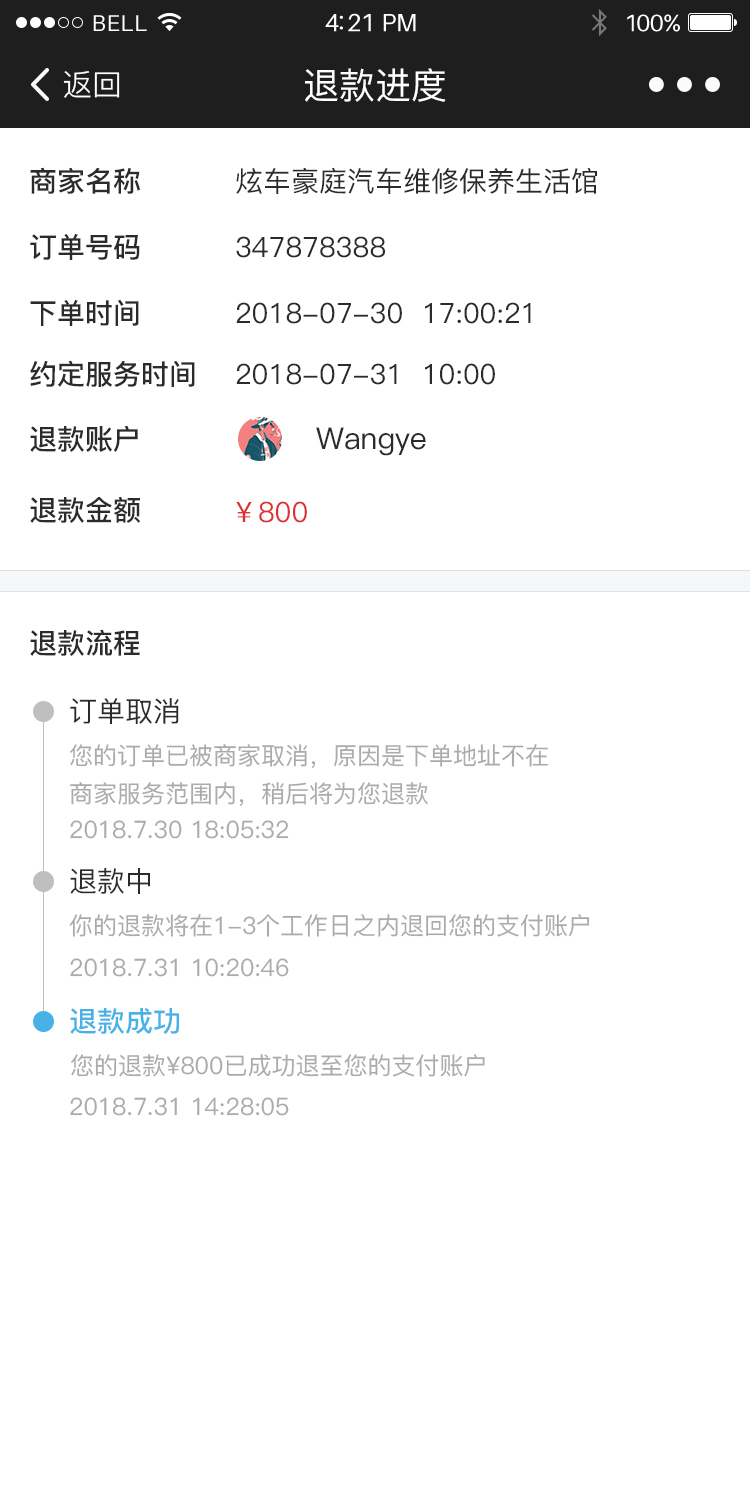 BELL 4:21 PM 100%
返回 退款进度
商家名称 炫车豪庭汽车维修保养生活馆
订单号码 347878388
下单时间 2018-07-30 17:00:21
约定服务时间 2018-07-31 10:00
退款账户 Wangye
退款金额 ¥ 800
退款流程
订单取消
您的订单已被商家取消，原因是下单地址不在
商家服务范围内，稍后将为您退款
2018.7.30 18:05:32
退款中
你的退款将在1-3个工作日之内退回您的支付账户
2018.7.31 10:20:46
退款成功
您的退款¥800已成功退至您的支付账户
2018.7.31 14:28:05